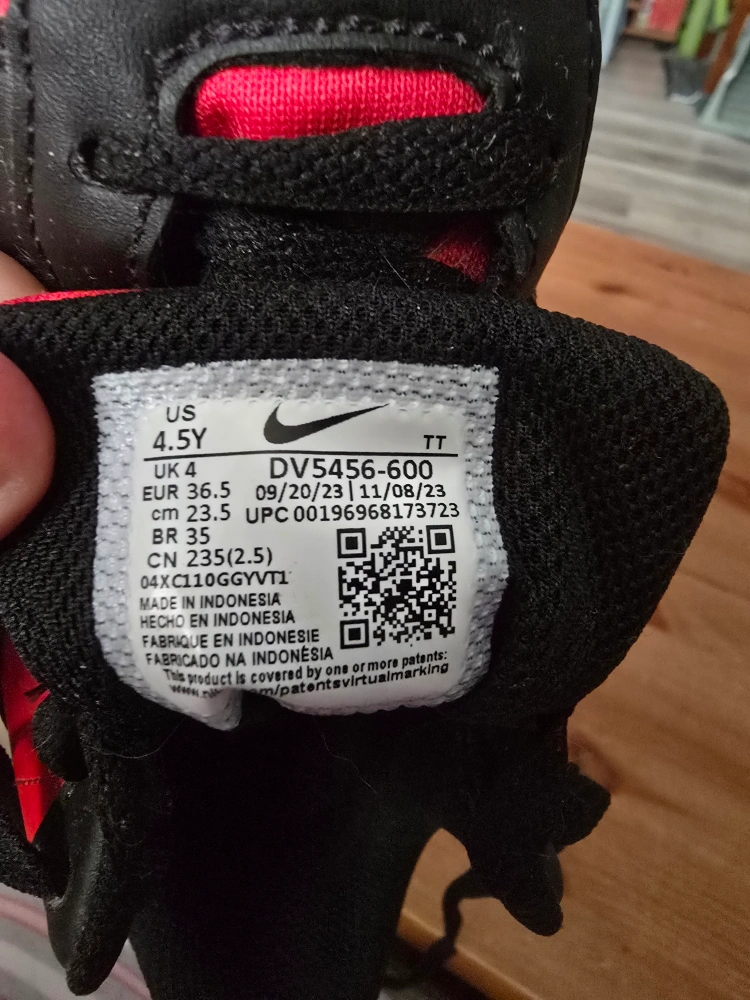 US
4.5Y
TT
UK 4
DV5456-600
EUR 36.5
09/20/23 | 11/08/23
cm 23.5
UPC 00196968173723
BR 35
CN 235(2.5)
04XC110GGYVT1
MADE IN INDONESIA
HECHO EN INDONESIA
FABRIQUE EN INDONESIE
FABRICADO NA INDONÉSIA
This product is covered by one or more patents:
/patentsvirtualmarking